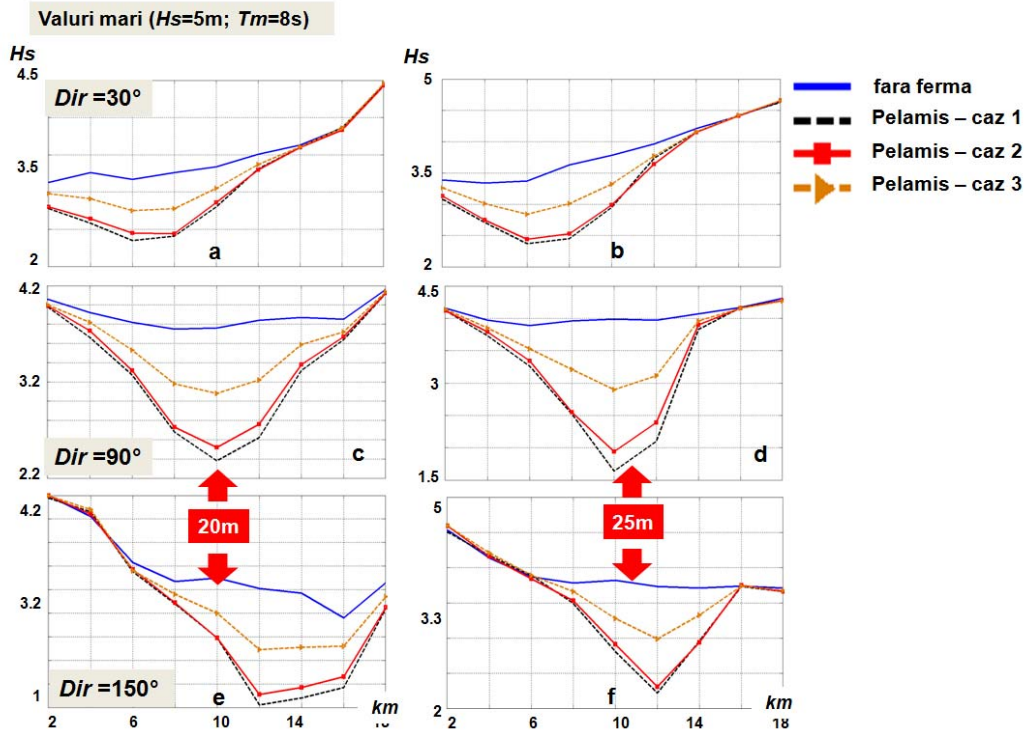 Valuri mari (Hs=5m; Tm=8s)
Hs
4.5
Dir =30°
3.5
2
a
Hs
5
3.5
2
b
fara ferma
Pelamis – caz 1
Pelamis – caz 2
Pelamis – caz 3
4.2
3.2
2.2
Dir =90°
c
4.5
3
1.5
d
20m
25m
4.2
3.2
1
Dir =150°
e
km
2 6 10 14
5
3.3
2
f
km
2 6 10 14 18